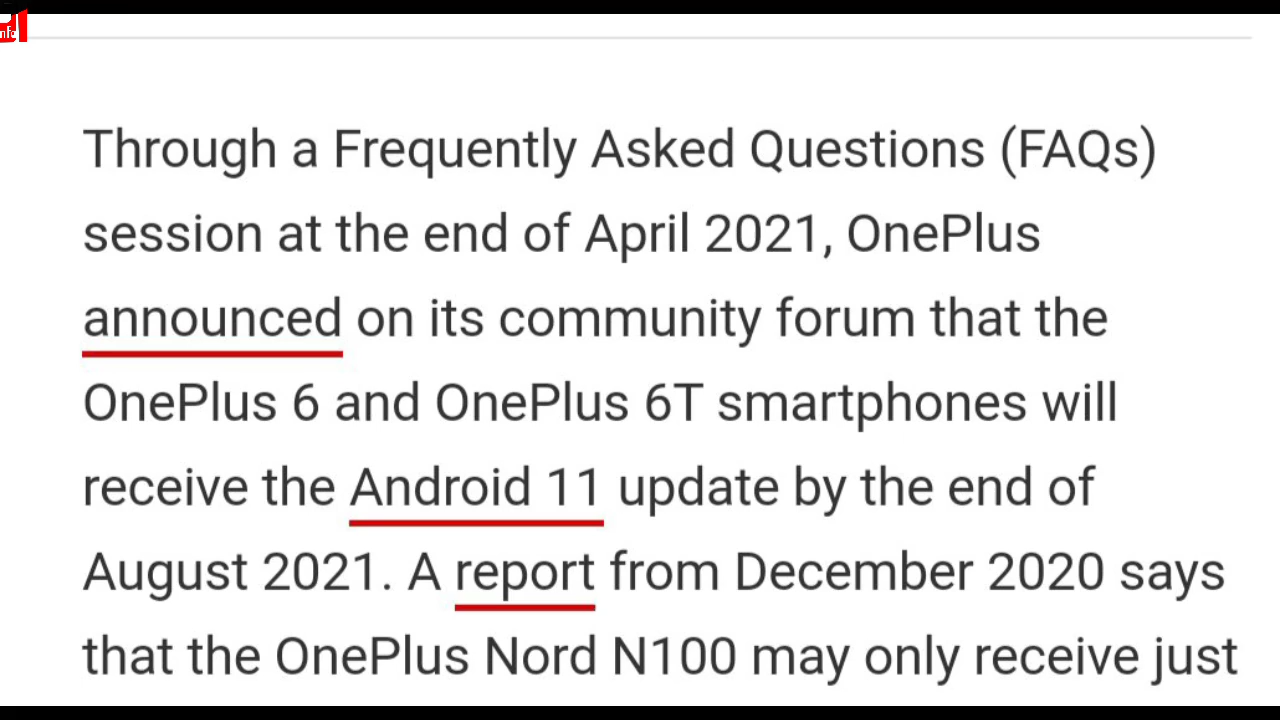 nfo
Through a Frequently Asked Questions (FAQs)
session at the end of April 2021, OnePlus
announced on its community forum that the
OnePlus 6 and OnePlus 6T smartphones will
receive the Android 11 update by the end of
August 2021. A report from December 2020 says
that the OnePlus Nord N100 may only receive just